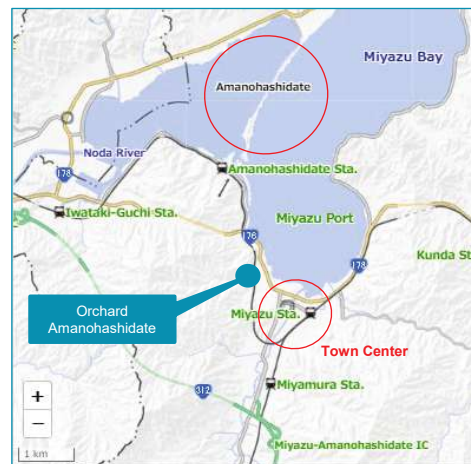 Miyazu Bay
Amanohashidate
Noda River
178
Amanohashidate Sta.
Iwataki-Guchi Sta.
Miyazu Port
176
178
Kunda St
Orchard
Amanohashidate
Miyazu Sta.
Town Center
Miyamura Sta.
312
+
−
Miyazu-Amanohashidate IC
1 km